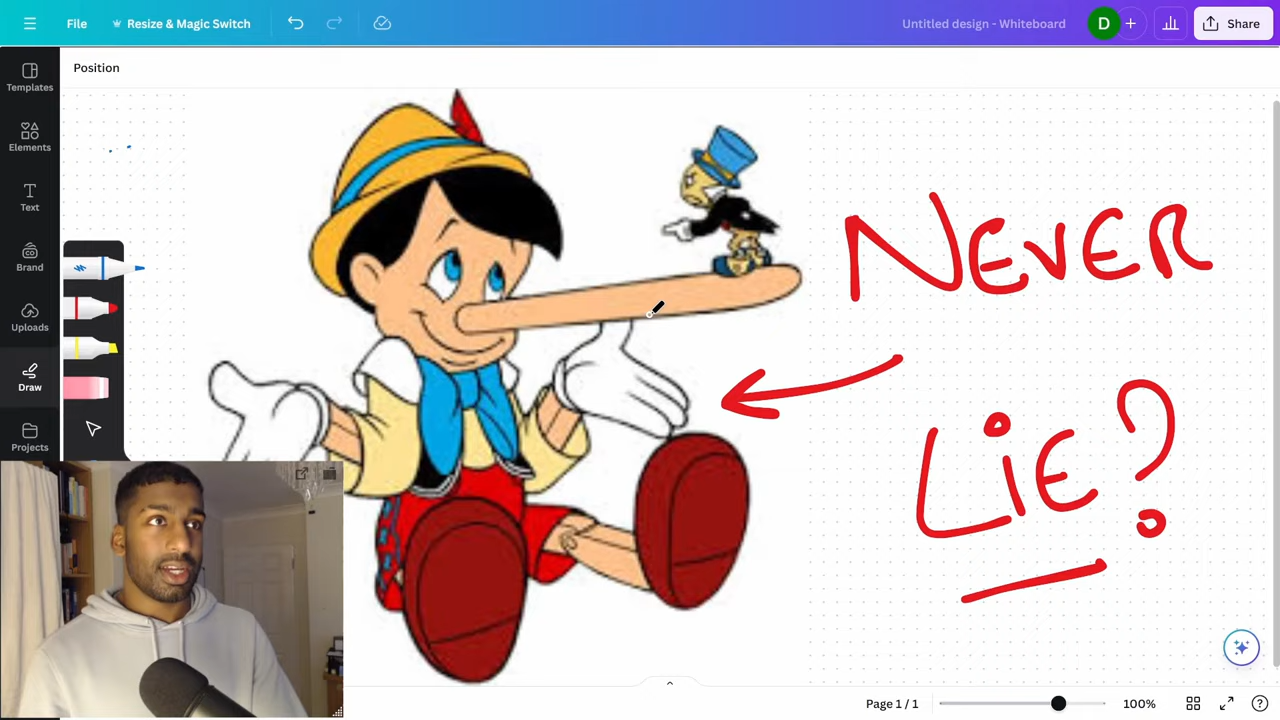 File
Resize & Magic Switch
Untitled design - Whiteboard
D
+
Share
Templates
Position
Elements
Text
Brand
Uploads
Draw
Projects
NEVER
LiE?
Page 1 / 1
100%
?